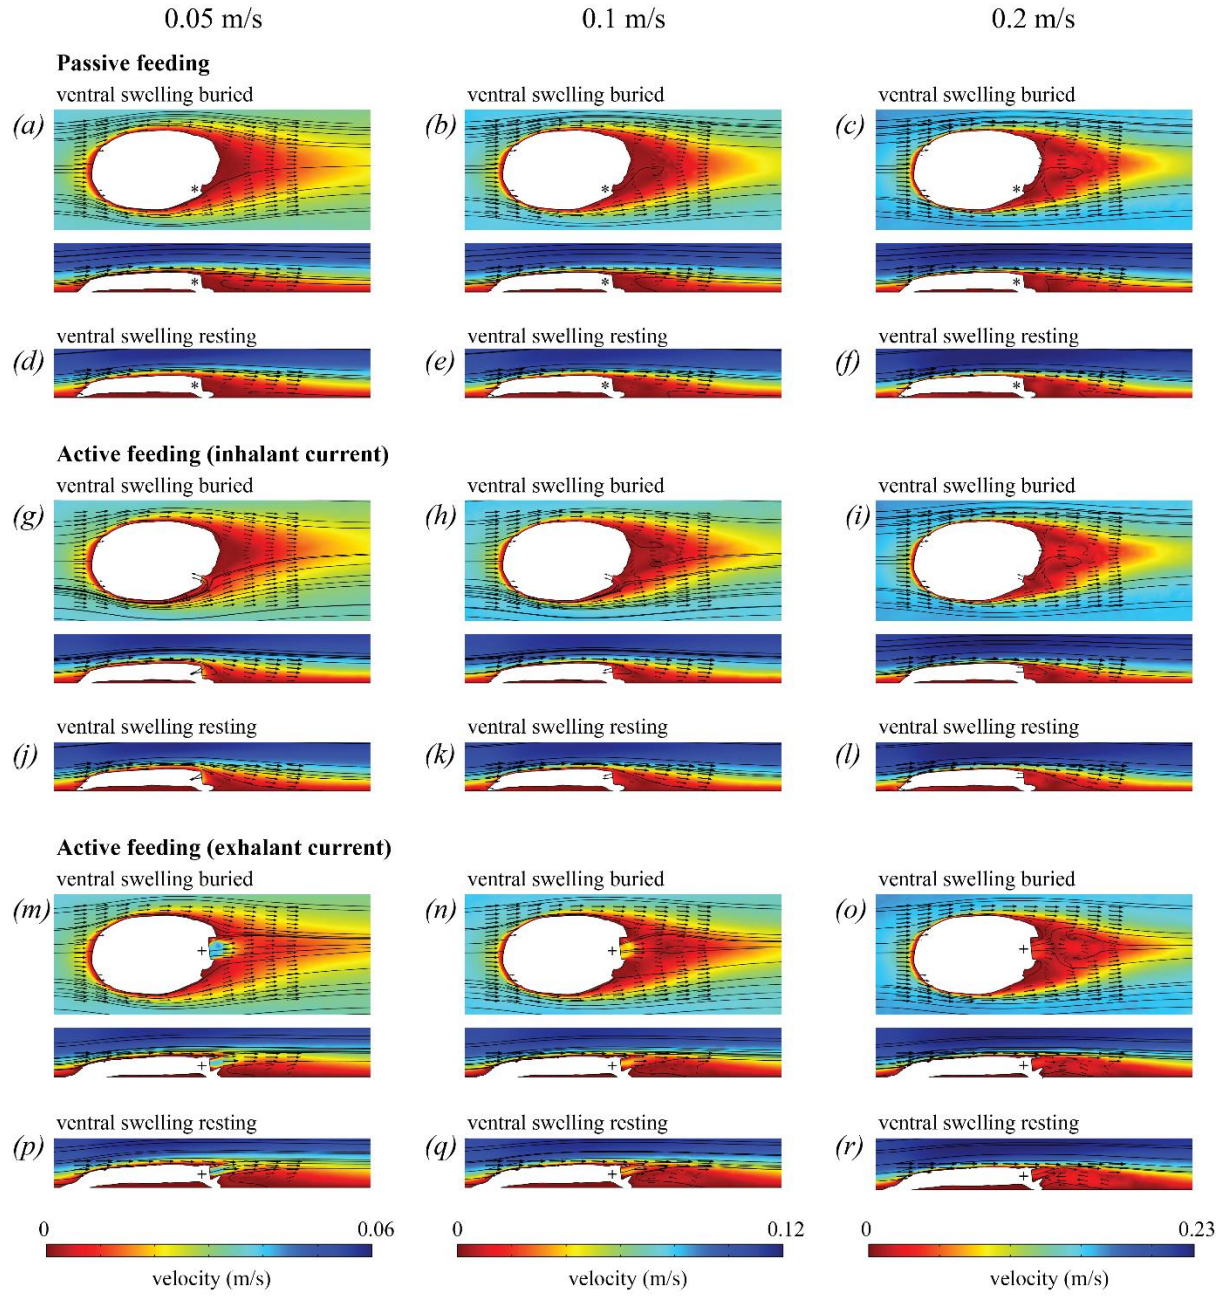 0.05 m/s 0.1 m/s 0.2 m/s
Passive feeding
ventral swelling buried ventral swelling buried ventral swelling buried
(a) (b) (c)
* * *
* * *
ventral swelling resting ventral swelling resting ventral swelling resting
(d) (e) (f)
* * *
Active feeding (inhalant current)
ventral swelling buried ventral swelling buried ventral swelling buried
(g) (h) (i)
ventral swelling resting ventral swelling resting ventral swelling resting
(j) (k) (l)
Active feeding (exhalant current)
ventral swelling buried ventral swelling buried ventral swelling buried
(m) (n) (o)
+ + +
+ + +
ventral swelling resting ventral swelling resting ventral swelling resting
(p) (q) (r)
+ + +
0 0.06 0 0.12 0 0.23
velocity (m/s) velocity (m/s) velocity (m/s)